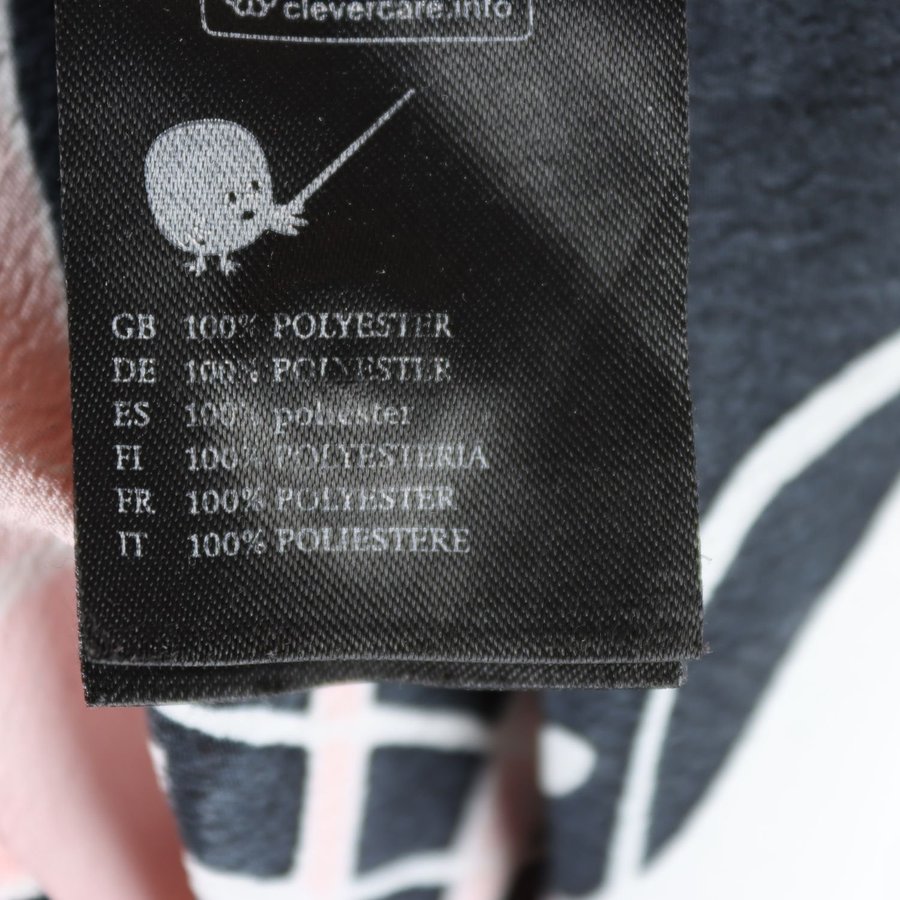 clevercare.info
GB 100% POLYESTER
DE 100% POLYESTER
ES 100% poliester
FI 100% POLYESTERIA
FR 100% POLYESTER
IT 100% POLIESTERE